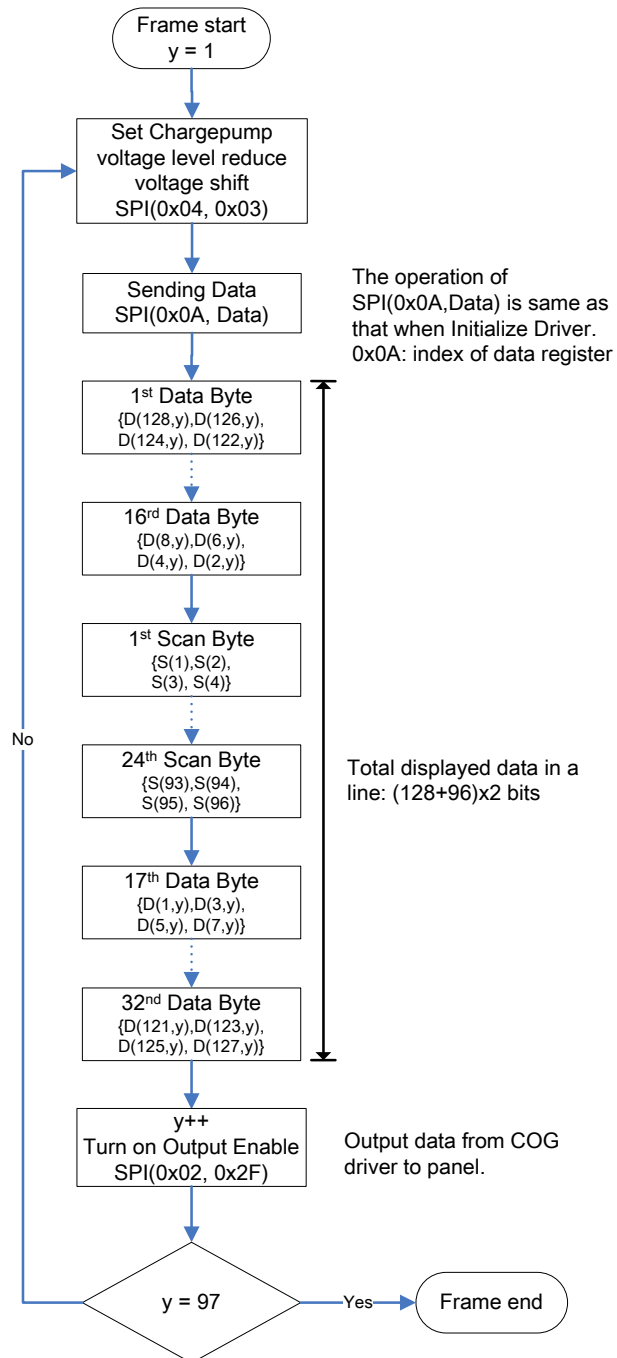 Frame start
y = 1
Set Chargepump
voltage level reduce
voltage shift
SPI(0x04, 0x03)
Sending Data
SPI(0x0A, Data)
The operation of
SPI(0x0A,Data) is same as
that when Initialize Driver.
0x0A: index of data register
1st Data Byte
{D(128,y),D(126,y),
D(124,y), D(122,y)}
16rd Data Byte
{D(8,y),D(6,y),
D(4,y), D(2,y)}
1st Scan Byte
{S(1),S(2),
S(3), S(4)}
No
24th Scan Byte
{S(93),S(94),
S(95), S(96)}
Total displayed data in a
line: (128+96)x2 bits
17th Data Byte
{D(1,y),D(3,y),
D(5,y), D(7,y)}
32nd Data Byte
{D(121,y),D(123,y),
D(125,y), D(127,y)}
y++
Turn on Output Enable
SPI(0x02, 0x2F)
Output data from COG
driver to panel.
y = 97
Yes
Frame end